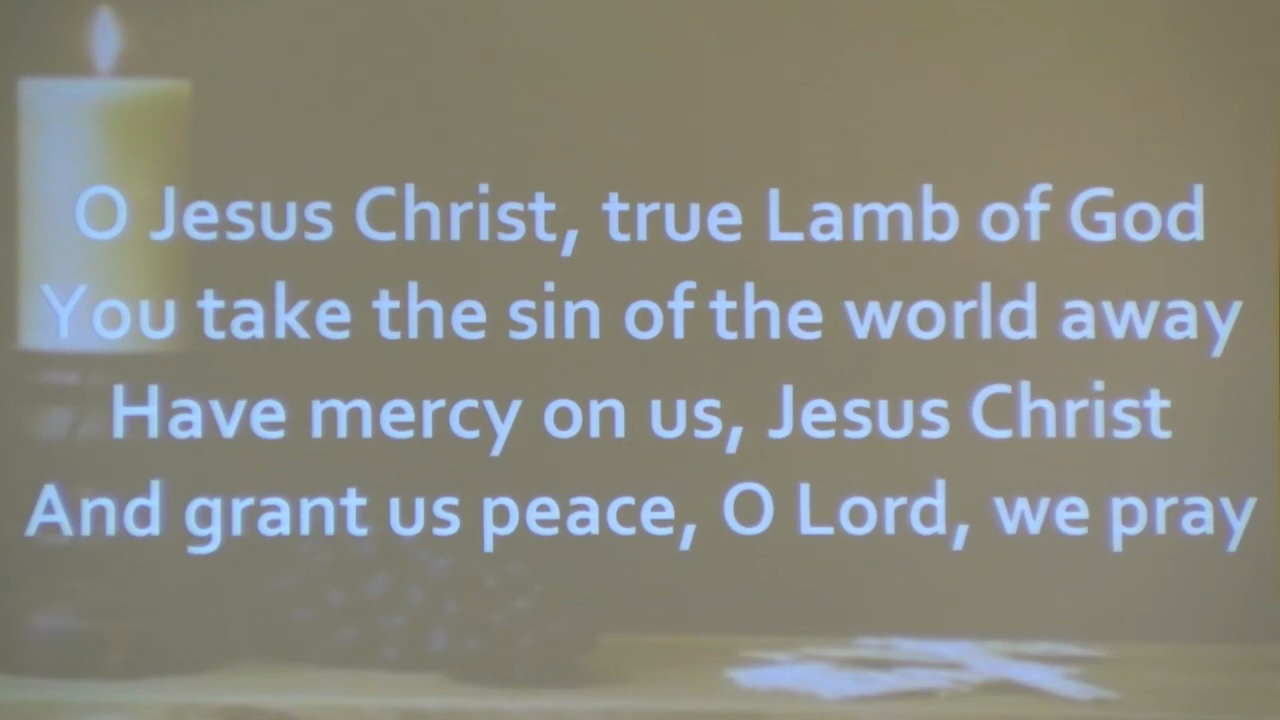 O Jesus Christ, true Lamb of God
You take the sin of the world away
Have mercy on us, Jesus Christ
And grant us peace, O Lord, we pray